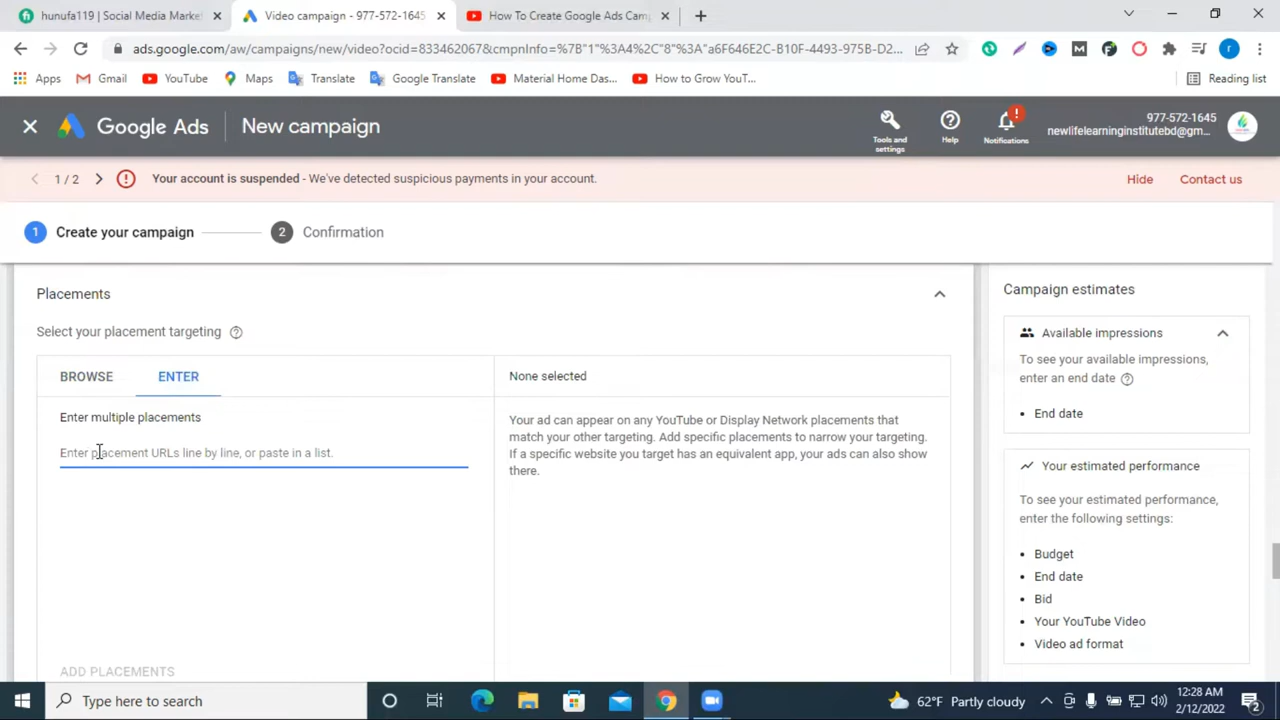 hunufa119 | Social Media Market
Video campaign - 977-572-1645
How To Create Google Ads Cam
ads.google.com/aw/campaigns/new/video?ocid=833462067&cmpnInfo=%7B"1"%3A4%2C"8"%3A"a6F646E2C-B10F-4493-975B-D2...
Apps
Gmail
YouTube
Maps
Translate
Google Translate
Material Home Das...
How to Grow YouT...
Reading list
Google Ads
New campaign
Tools and settings
Help
Notifications
977-572-1645
newlifelearninginstitutebd@gm...
1 / 2
Your account is suspended - We've detected suspicious payments in your account.
Hide
Contact us
1 Create your campaign
2 Confirmation
Placements
Select your placement targeting
BROWSE
ENTER
None selected
Enter multiple placements
Enter placement URLs line by line, or paste in a list.
Your ad can appear on any YouTube or Display Network placements that
match your other targeting. Add specific placements to narrow your targeting.
If a specific website you target has an equivalent app, your ads can also show
there.
ADD PLACEMENTS
Campaign estimates
Available impressions
To see your available impressions,
enter an end date
• End date
Your estimated performance
To see your estimated performance,
enter the following settings:
• Budget
• End date
• Bid
• Your YouTube Video
• Video ad format
Type here to search
62°F Partly cloudy
12:28 AM
2/12/2022
2